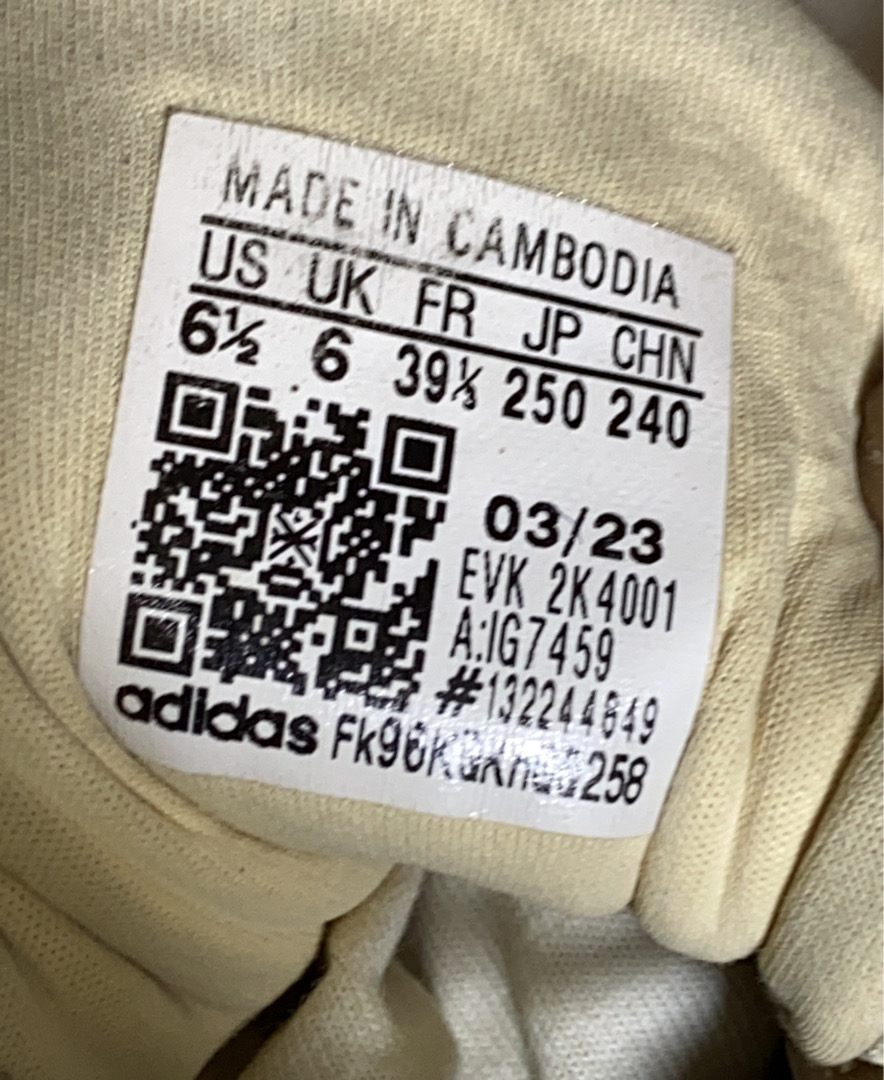 MADE IN CAMBODIA
US UK FR JP CHN
6½ 6 39⅓ 250 240
03/23
EVK 2K4001
A:IG7459
adidas